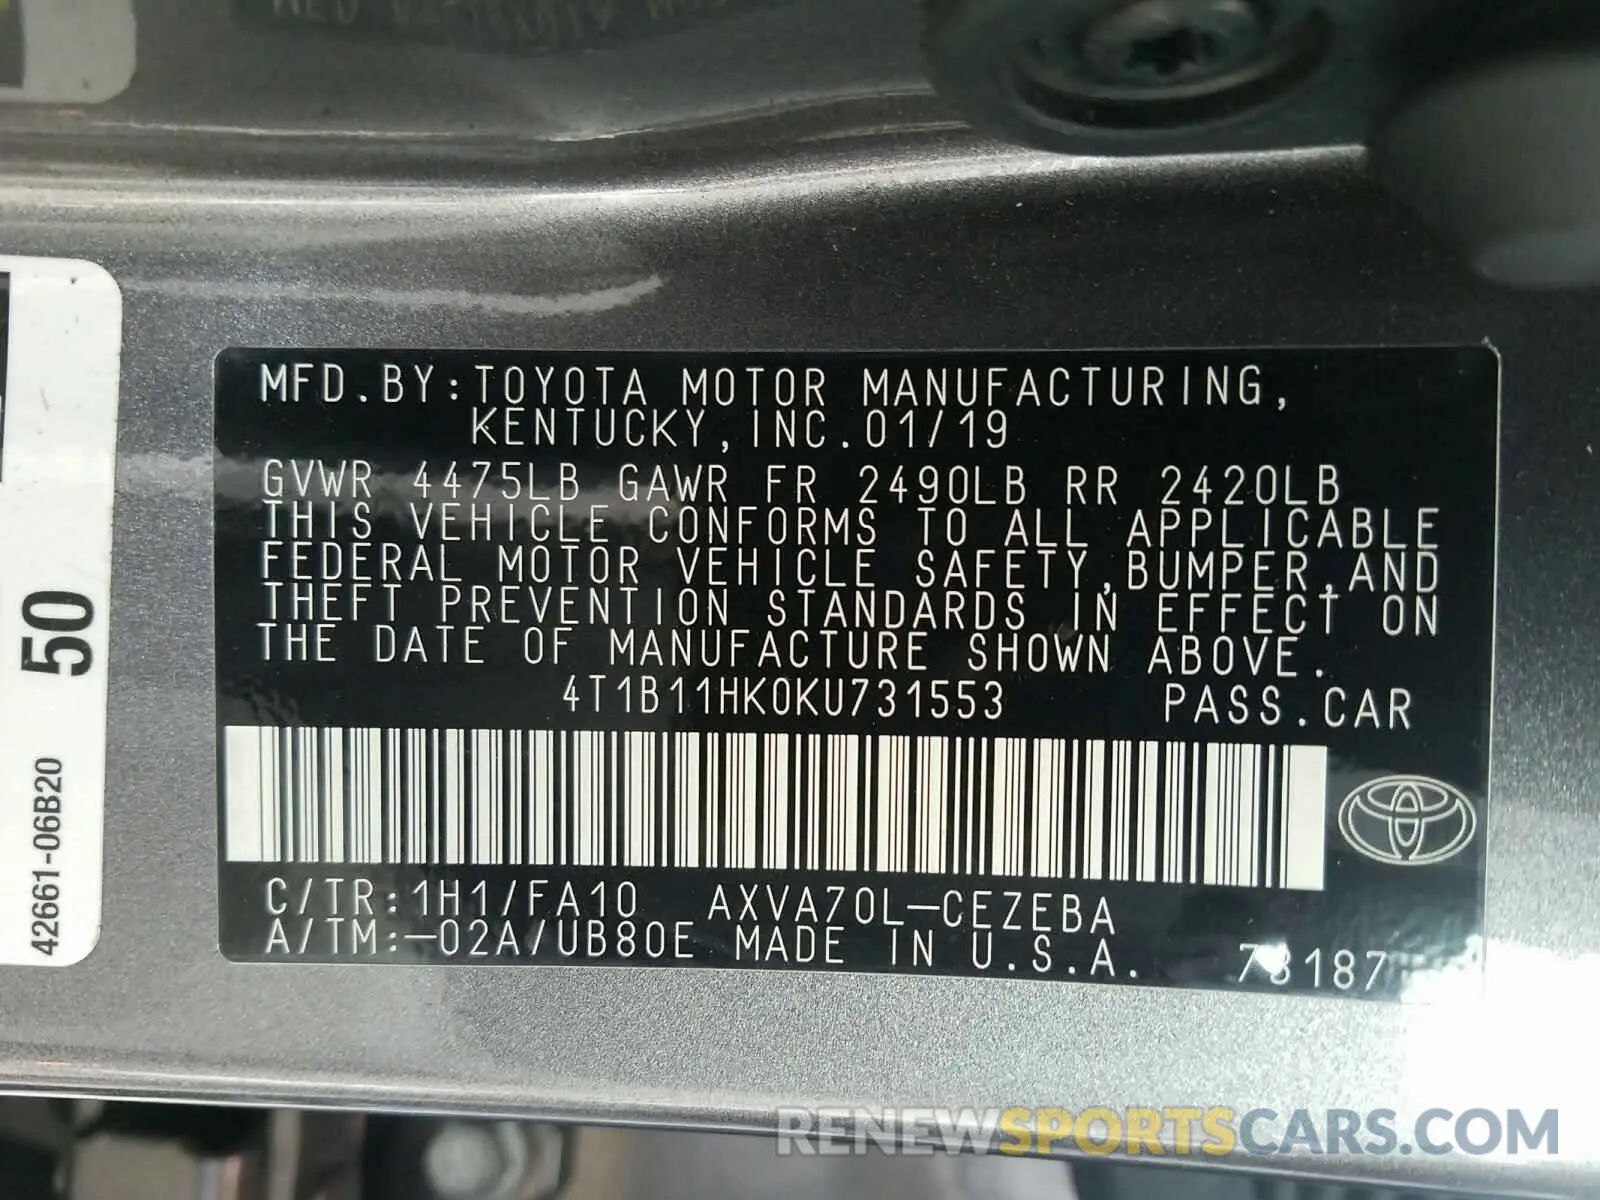 MFD.BY:TOYOTA MOTOR MANUFACTURING,
KENTUCKY,INC.01/19
GVWR 4475LB GAWR FR 2490LB RR 2420LB
THIS VEHICLE CONFORMS TO ALL APPLICABLE
FEDERAL MOTOR VEHICLE SAFETY,BUMPER,AND
THEFT PREVENTION STANDARDS IN EFFECT ON
THE DATE OF MANUFACTURE SHOWN ABOVE.
4T1B11HK0KU731553 PASS.CAR
C/TR:1H1/FA10 AXVA70L-CEZEBA
A/TM:-02A/UB80E MADE IN U.S.A.
42661-06B20 50
RENEWSPORTSCARS.COM